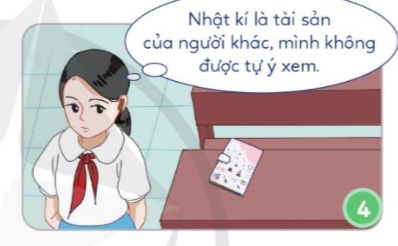 Nhật kí là tài sản
của người khác, mình không
được tự ý xem.
4